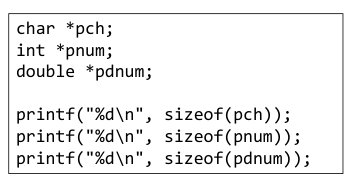 char *pch;
int *pnum;
double *pdnum;
printf("%d\n", sizeof(pch));
printf("%d\n", sizeof(pnum));
printf("%d\n", sizeof(pdnum));